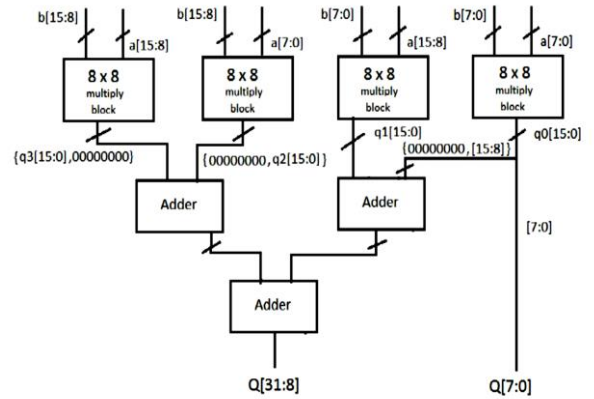 b[15:8] b[15:8] b[7:0] b[7:0]
a[15:8] a[7:0] a[15:8] a[7:0]
8 x 8 8 x 8 8 x 8 8 x 8
multiply multiply multiply multiply
block block block block
q1[15:0] q0[15:0]
{q3[15:0],00000000} {00000000,q2[15:0]} {00000000,[15:8]}
Adder Adder
[7:0]
Adder
Q[31:8] Q[7:0]